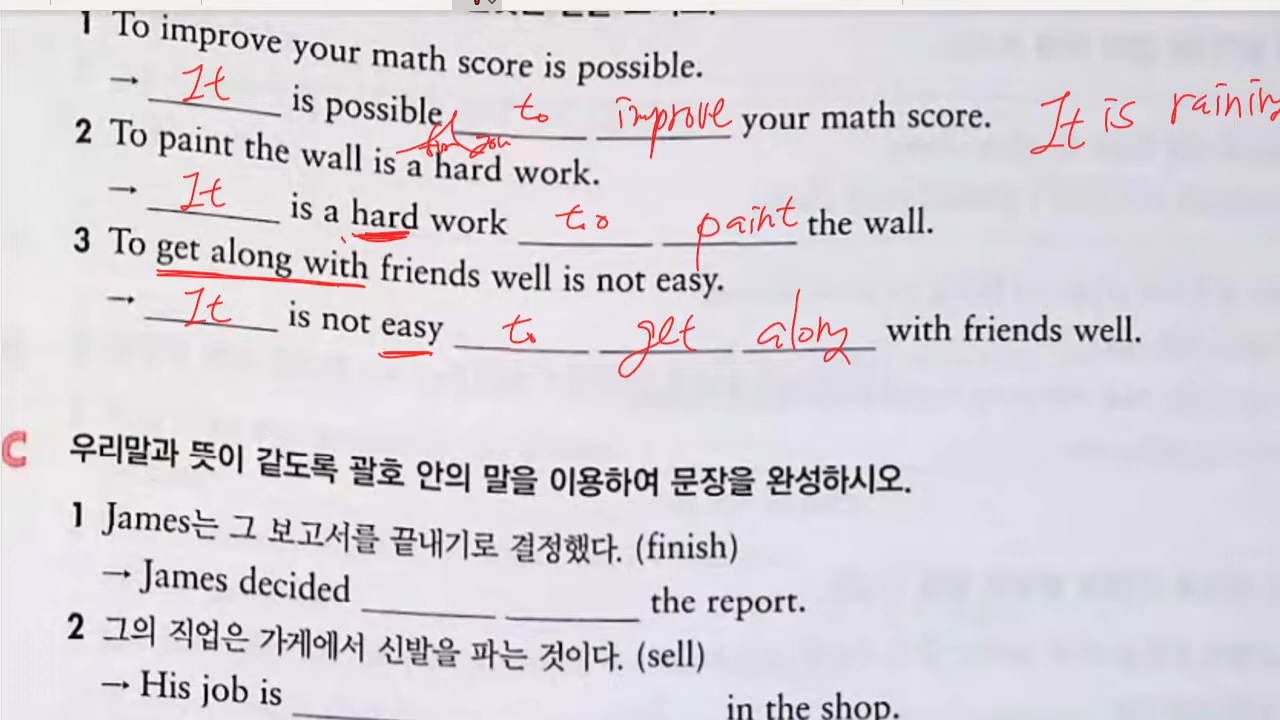 1 To improve your math score is possible.
→ It is possible to improve your math score. It is
for you
2 To paint the wall is a hard work.
→ It is a hard work to paint the wall.
3 To get along with friends well is not easy.
→ It is not easy to get along with friends well.
C 우리말과 뜻이 같도록 괄호 안의 말을 이용하여 문장을 완성하시오.
1 James는 그 보고서를 끝내기로 결정했다. (finish)
→ James decided ______ ______ the report.
2 그의 직업은 가게에서 신발을 파는 것이다. (sell)
→ His job is ______ in the shop.